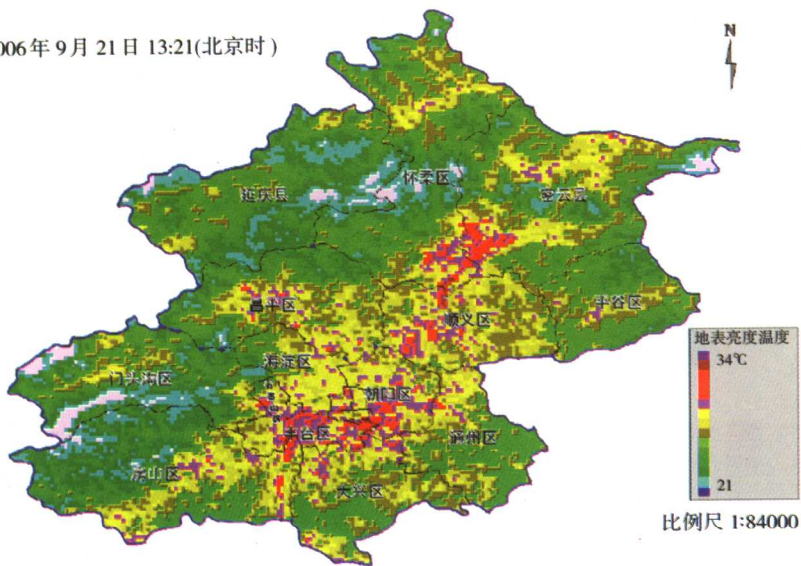 006年9月21日 13:21(北京时)
N
怀柔区
延庆县
密云县
平谷区
昌平区
顺义区
海淀区
门头沟区
朝阳区
丰台区
通州区
房山区
大兴区
地表亮度温度
34℃
21
比例尺 1:84000